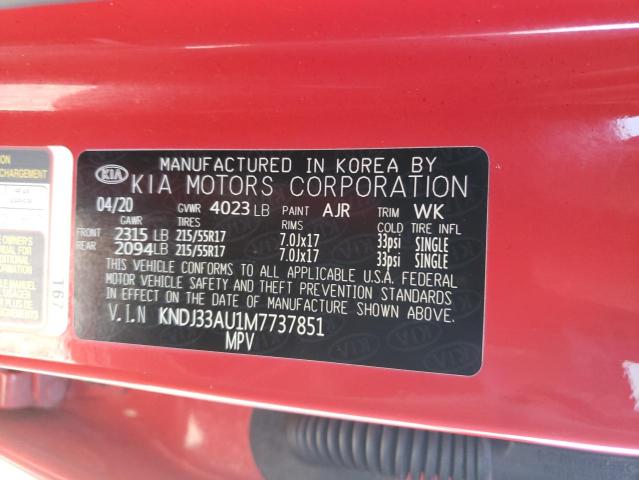 MANUFACTURED IN KOREA BY
KIA KIA MOTORS CORPORATION
04/20 GVWR 4023 LB PAINT AJR TRIM WK
GAWR TIRES RIMS COLD TIRE INFL
FRONT 2315 LB 215/55R17 7.0Jx17 33psi SINGLE
REAR 2094 LB 215/55R17 7.0Jx17 33psi SINGLE
THIS VEHICLE CONFORMS TO ALL APPLICABLE U.S.A. FEDERAL
MOTOR VEHICLE SAFETY AND THEFT PREVENTION STANDARDS
IN EFFECT ON THE DATE OF MANUFACTURE SHOWN ABOVE.
V.I.N KNDJ33AU1M7737851
MPV
167